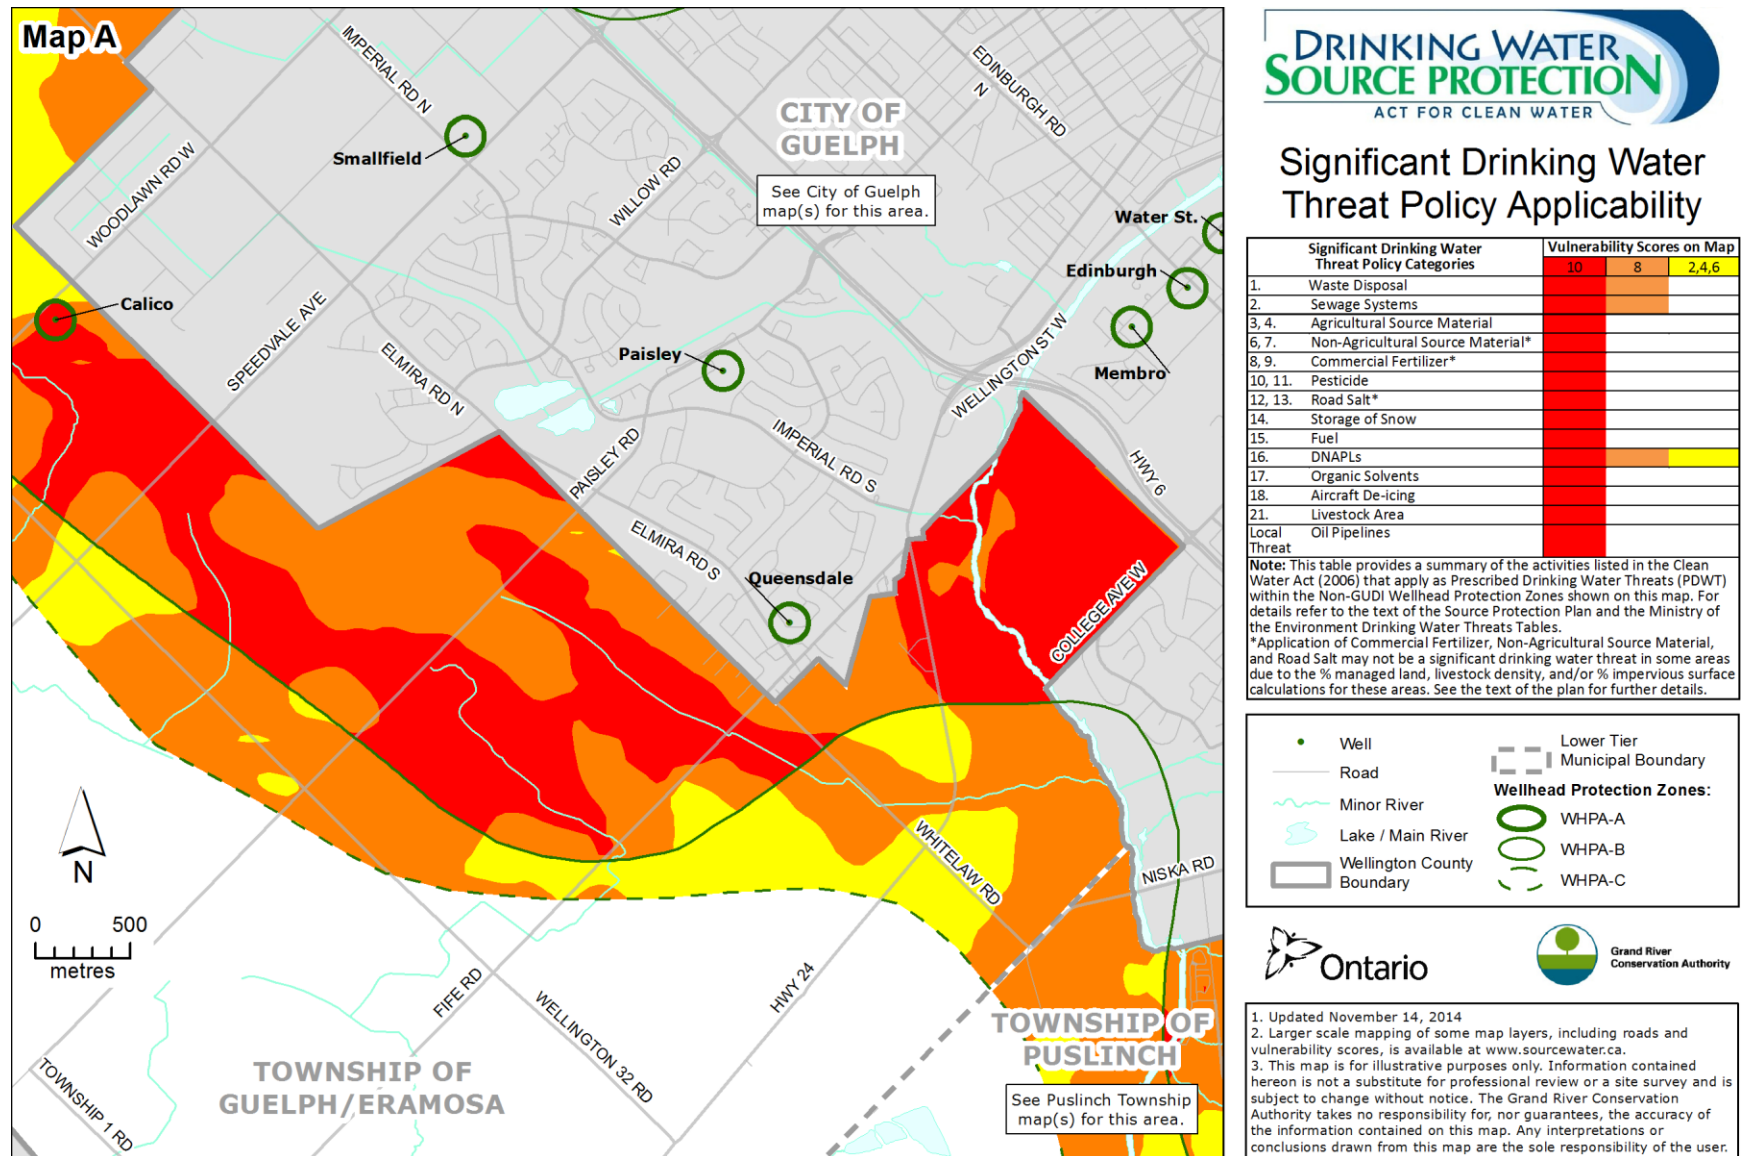 Map A
IMPERIAL RD N
EDINBURGH RD
N
CITY OF
GUELPH
Smallfield
WOODLAWN RD W
WILLOW RD
See City of Guelph
map(s) for this area.
Water St.
Edinburgh
Calico
SPEEDVALE AVE
Paisley
ELMIRA RD N
WELLINGTON ST W
Membro
PAISLEY RD
IMPERIAL RD S
HWY 6
ELMIRA RD S
Queensdale
COLLEGE AVE W
WHITELAW RD
NISKA RD
N
0 500
metres
FIFE RD
WELLINGTON 32 RD
HWY 24
TOWNSHIP OF
PUSLINCH
TOWNSHIP 1 RD
TOWNSHIP OF
GUELPH/ERAMOSA
See Puslinch Township
map(s) for this area.
DRINKING WATER
SOURCE PROTECTION
ACT FOR CLEAN WATER
Significant Drinking Water
Threat Policy Applicability
Significant Drinking Water
Threat Policy Categories
Vulnerability Scores on Map
10 8 2,4,6
1. Waste Disposal
2. Sewage Systems
3, 4. Agricultural Source Material
6, 7. Non-Agricultural Source Material*
8, 9. Commercial Fertilizer*
10, 11. Pesticide
12, 13. Road Salt*
14. Storage of Snow
15. Fuel
16. DNAPLs
17. Organic Solvents
18. Aircraft De-icing
21. Livestock Area
Local Oil Pipelines
Threat
Note: This table provides a summary of the activities listed in the Clean
Water Act (2006) that apply as Prescribed Drinking Water Threats (PDWT)
within the Non-GUDI Wellhead Protection Zones shown on this map. For
details refer to the text of the Source Protection Plan and the Ministry of
the Environment Drinking Water Threats Tables.
*Application of Commercial Fertilizer, Non-Agricultural Source Material,
and Road Salt may not be a significant drinking water threat in some areas
due to the % managed land, livestock density, and/or % impervious surface
calculations for these areas. See the text of the plan for further details.
Well
Road
Minor River
Lake / Main River
Wellington County
Boundary
Lower Tier
Municipal Boundary
Wellhead Protection Zones:
WHPA-A
WHPA-B
WHPA-C
Ontario
Grand River
Conservation Authority
1. Updated November 14, 2014
2. Larger scale mapping of some map layers, including roads and
vulnerability scores, is available at www.sourcewater.ca.
3. This map is for illustrative purposes only. Information contained
hereon is not a substitute for professional review or a site survey and is
subject to change without notice. The Grand River Conservation
Authority takes no responsibility for, nor guarantees, the accuracy of
the information contained on this map. Any interpretations or
conclusions drawn from this map are the sole responsibility of the user.